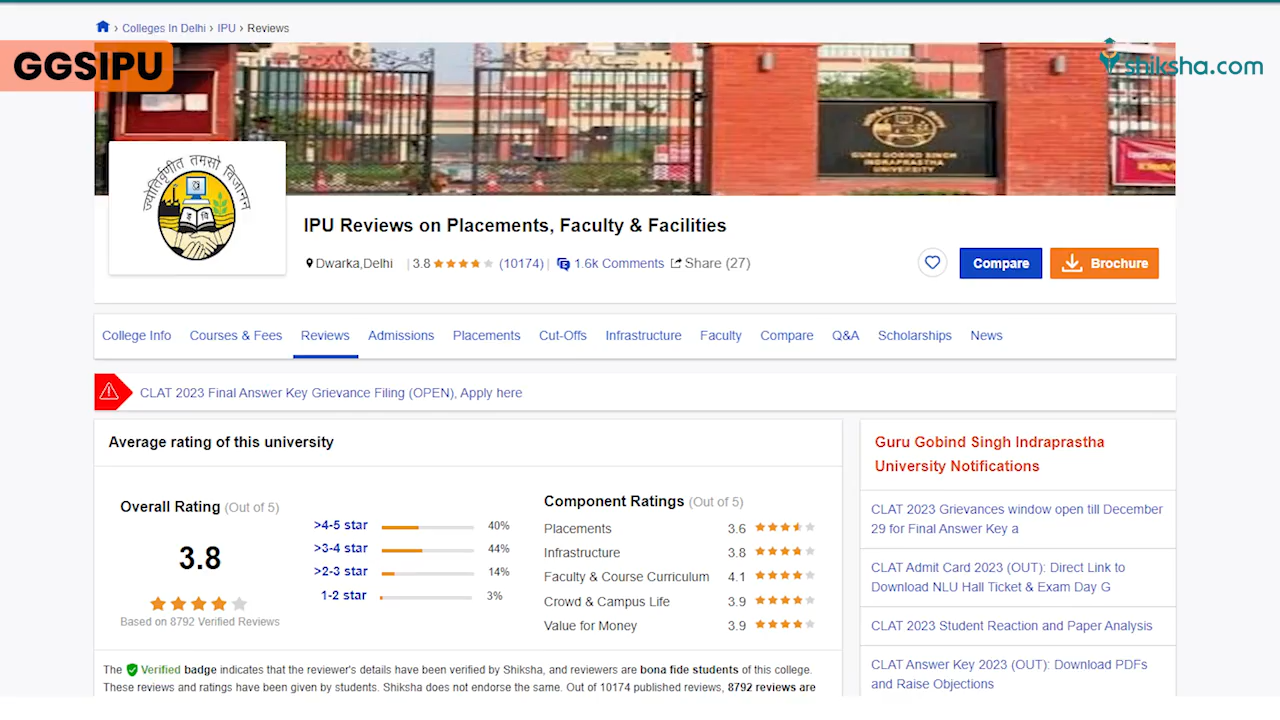 › Colleges In Delhi › IPU › Reviews
GGSIPU
shiksha.com
GURU GOBIND SINGH
INDRAPRASTHA
UNIVERSITY
ज्योतिर्वृणीत तमसो विजानन
IPU Reviews on Placements, Faculty & Facilities
Dwarka,Delhi | 3.8 (10174) | 1.6k Comments Share (27)
Compare
Brochure
College Info Courses & Fees Reviews Admissions Placements Cut-Offs Infrastructure Faculty Compare Q&A Scholarships News
CLAT 2023 Final Answer Key Grievance Filing (OPEN), Apply here
Average rating of this university
Overall Rating (Out of 5)
3.8
Based on 8792 Verified Reviews
>4-5 star 40%
>3-4 star 44%
>2-3 star 14%
1-2 star 3%
Component Ratings (Out of 5)
Placements 3.6
Infrastructure 3.8
Faculty & Course Curriculum 4.1
Crowd & Campus Life 3.9
Value for Money 3.9
The Verified badge indicates that the reviewer's details have been verified by Shiksha, and reviewers are bona fide students of this college.
These reviews and ratings have been given by students. Shiksha does not endorse the same. Out of 10174 published reviews, 8792 reviews are
Guru Gobind Singh Indraprastha
University Notifications
CLAT 2023 Grievances window open till December
29 for Final Answer Key a
CLAT Admit Card 2023 (OUT): Direct Link to
Download NLU Hall Ticket & Exam Day G
CLAT 2023 Student Reaction and Paper Analysis
CLAT Answer Key 2023 (OUT): Download PDFs
and Raise Objections